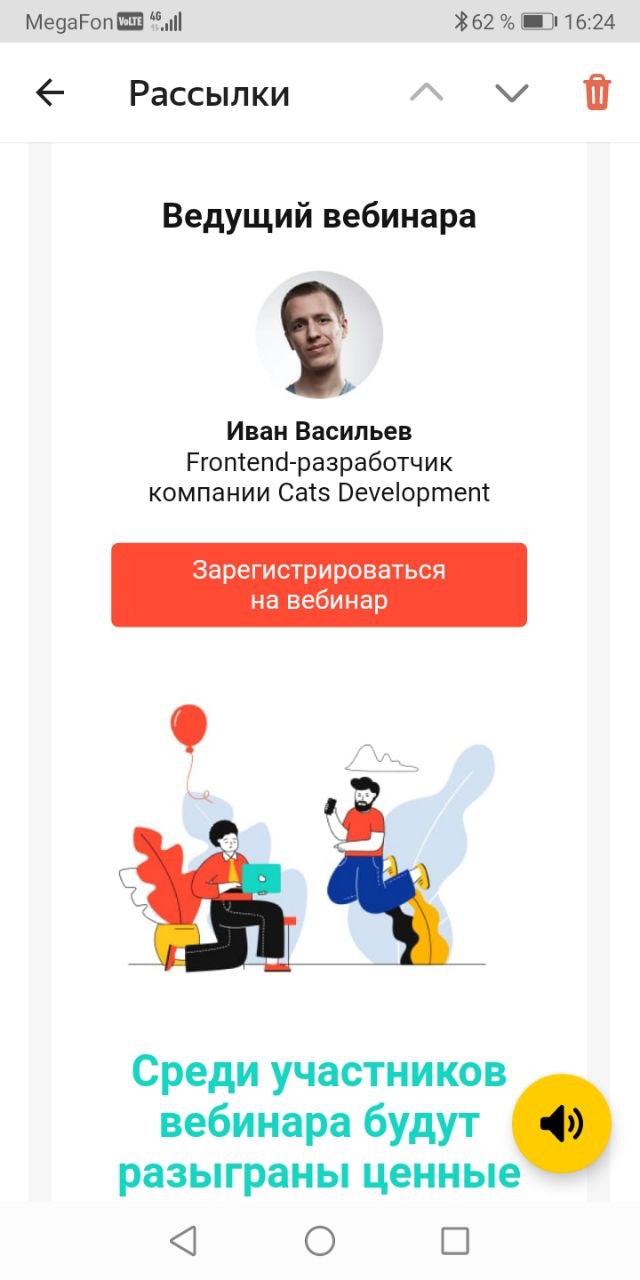 MegaFon VoLTE 4G 62 % 16:24
Рассылки
Ведущий вебинара
Иван Васильев
Frontend-разработчик
компании Cats Development
Зарегистрироваться
на вебинар
Среди участников
вебинара будут
разыграны ценные